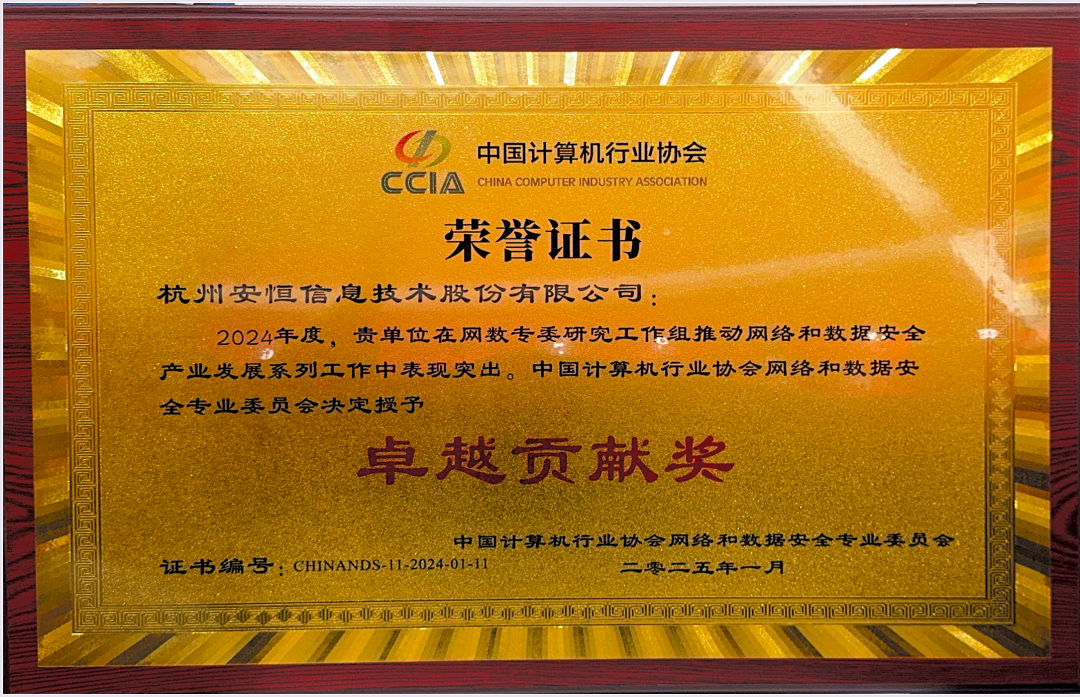 CCIA
中国计算机行业协会
CHINA COMPUTER INDUSTRY ASSOCIATION
荣誉证书
杭州安恒信息技术股份有限公司：
2024年度，贵单位在网数专委研究工作组推动网络和数据安全
产业发展系列工作中表现突出。中国计算机行业协会网络和数据安
全专业委员会决定授予
卓越贡献奖
中国计算机行业协会网络和数据安全专业委员会
证书编号：CHINANDS-11-2024-01-11
二零二五年一月